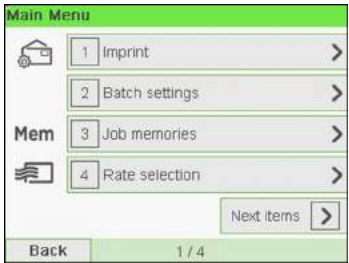 Main Menu
1 Imprint
2 Batch settings
Mem 3 Job memories
4 Rate selection
Next items
Back 1 / 4